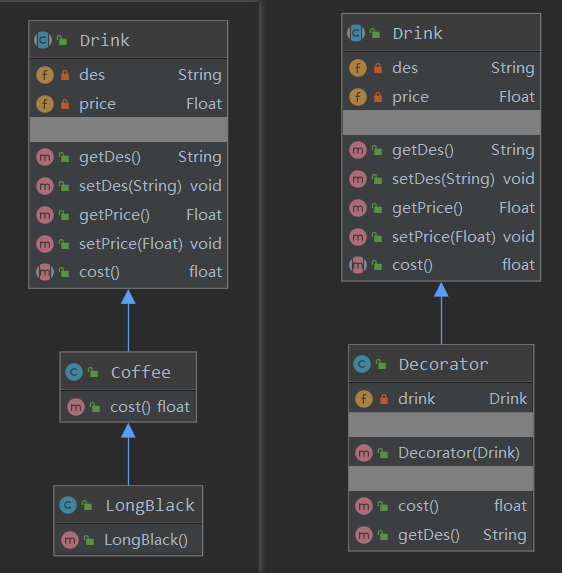 Drink
des String
price Float
getDes() String
setDes(String) void
getPrice() Float
setPrice(Float) void
cost() float
Coffee
cost() float
LongBlack
LongBlack()
Drink
des String
price Float
getDes() String
setDes(String) void
getPrice() Float
setPrice(Float) void
cost() float
Decorator
drink Drink
Decorator(Drink)
cost() float
getDes() String